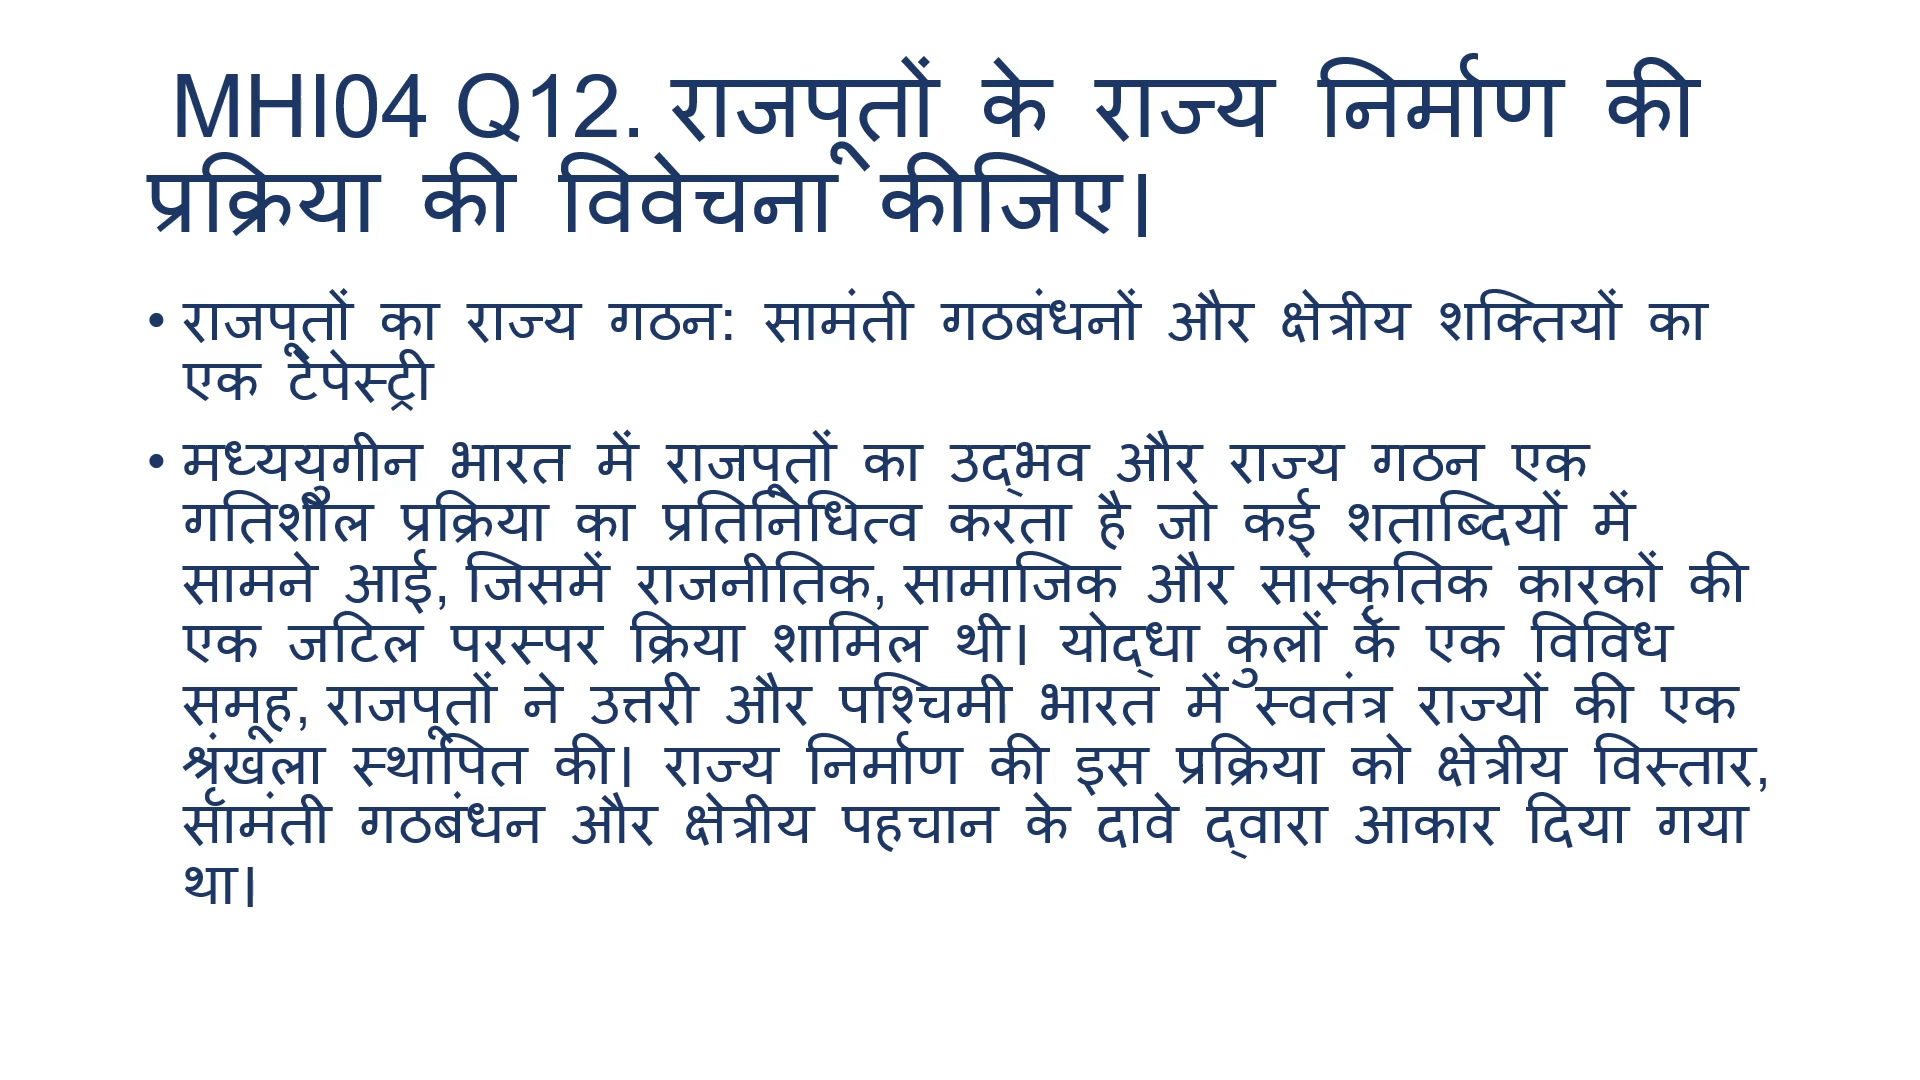 MHI04 Q12. राजपूतों के राज्य निर्माण की
प्रक्रिया की विवेचना कीजिए।
• राजपूतों का राज्य गठन: सामंती गठबंधनों और क्षेत्रीय शक्तियों का
एक टेपेस्ट्री
• मध्ययुगीन भारत में राजपूतों का उद्भव और राज्य गठन एक
गतिशील प्रक्रिया का प्रतिनिधित्व करता है जो कई शताब्दियों में
सामने आई, जिसमें राजनीतिक, सामाजिक और सांस्कृतिक कारकों की
एक जटिल परस्पर क्रिया शामिल थी। योद्धा कुलों के एक विविध
समूह, राजपूतों ने उत्तरी और पश्चिमी भारत में स्वतंत्र राज्यों की एक
श्रृंखला स्थापित की। राज्य निर्माण की इस प्रक्रिया को क्षेत्रीय विस्तार,
सामंती गठबंधन और क्षेत्रीय पहचान के दावे द्वारा आकार दिया गया
था।